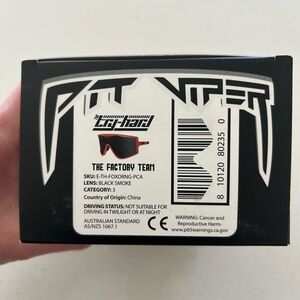 PIT VIPER
The
Try-Hard
THE FACTORY TEAM
SKU: E-TH-FOXORNG-PCA
LENS: BLACK SMOKE
CATEGORY: 3
Country of Origin: China
DRIVING STATUS: NOT SUITABLE FOR
DRIVING IN TWILIGHT OR AT NIGHT
AUSTRALIAN STANDARD
AS/NZS 1067.1
CE
8 10120 80235 0
WARNING: Cancer and
Reproductive Harm-
www.p65warnings.ca.gov